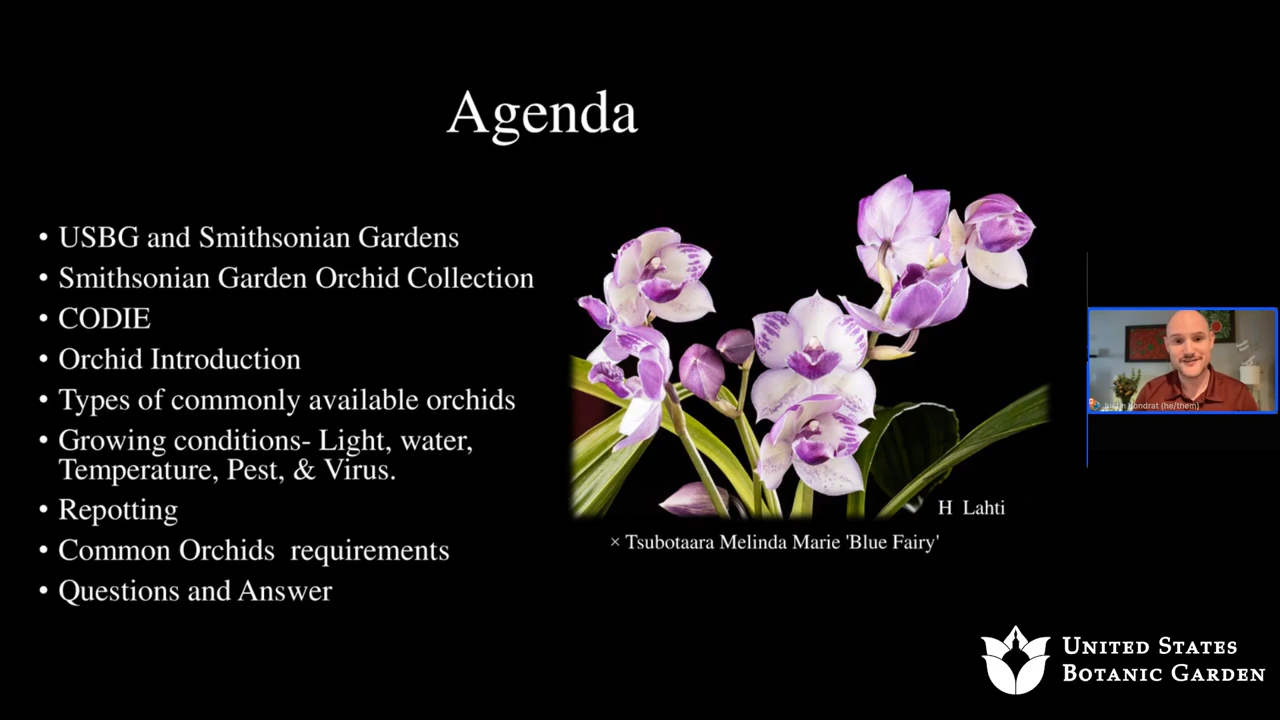 Agenda
• USBG and Smithsonian Gardens
• Smithsonian Garden Orchid Collection
• CODIE
• Orchid Introduction
• Types of commonly available orchids
• Growing conditions- Light, water,
Temperature, Pest, & Virus.
• Repotting
• Common Orchids  requirements
• Questions and Answer
H Lahti
× Tsubotaara Melinda Marie 'Blue Fairy'
Justin Kondrat (he/them)
UNITED STATES
BOTANIC GARDEN